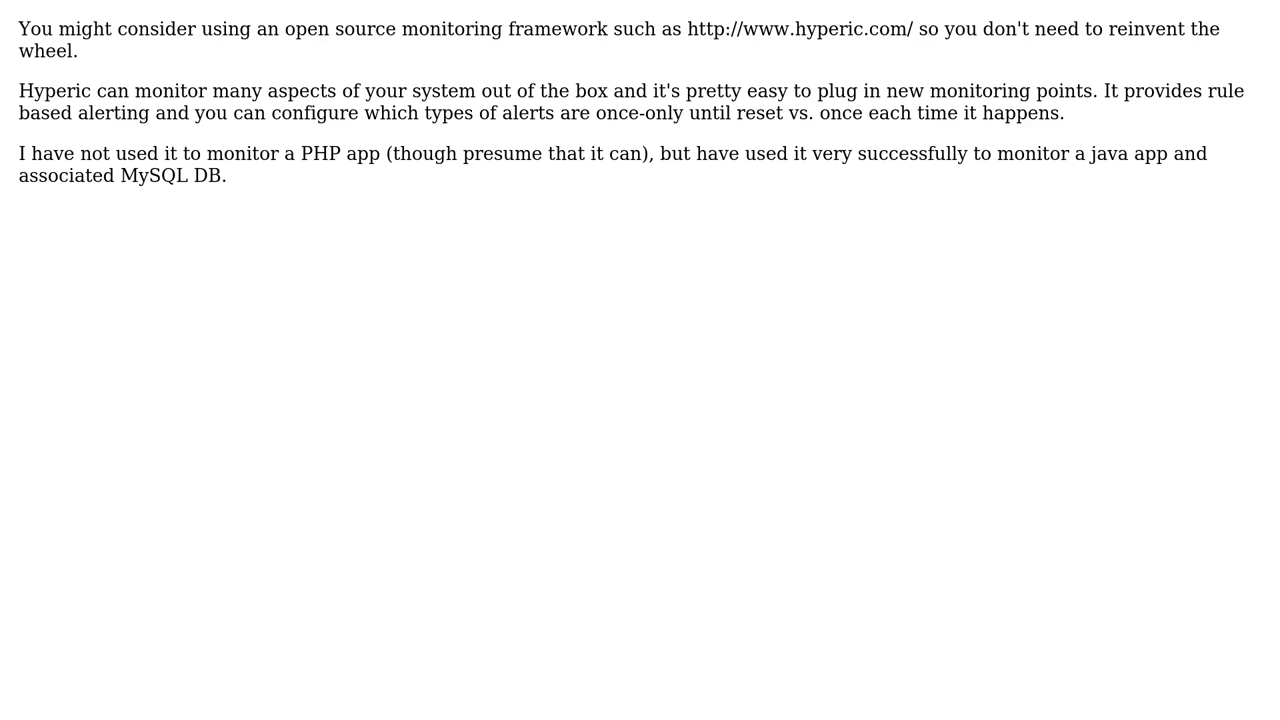 You might consider using an open source monitoring framework such as http://www.hyperic.com/ so you don't need to reinvent the
wheel.
Hyperic can monitor many aspects of your system out of the box and it's pretty easy to plug in new monitoring points. It provides rule
based alerting and you can configure which types of alerts are once-only until reset vs. once each time it happens.
I have not used it to monitor a PHP app (though presume that it can), but have used it very successfully to monitor a java app and
associated MySQL DB.